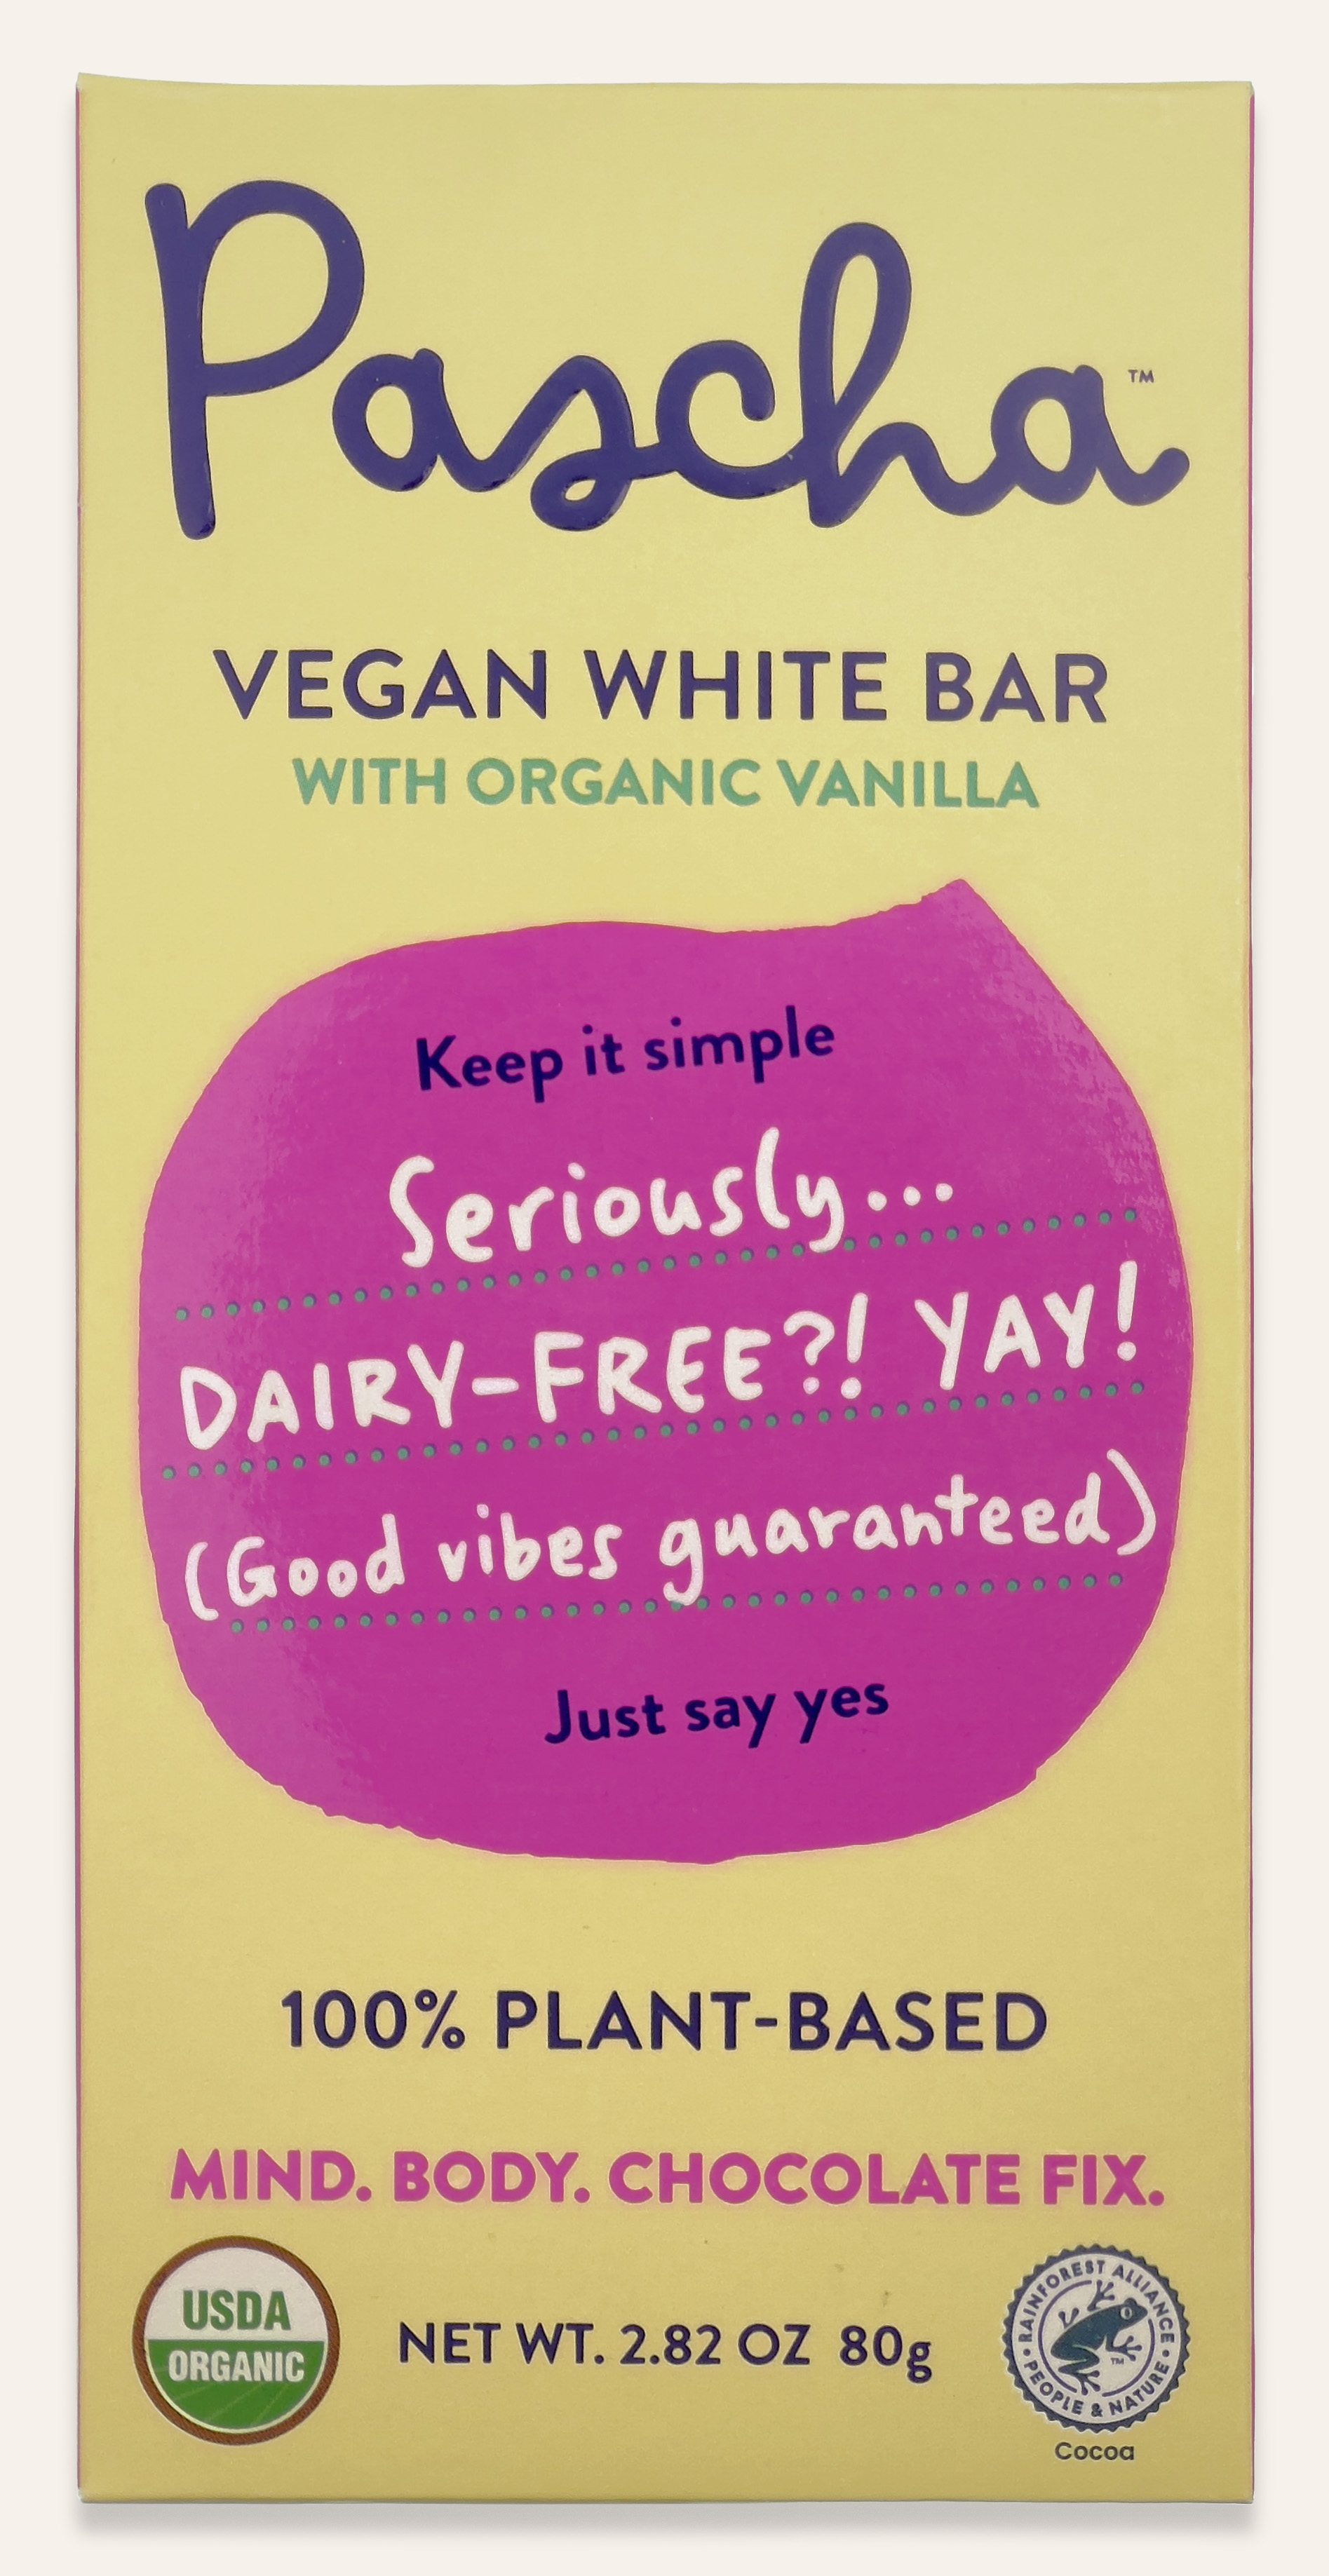 Pascha™
VEGAN WHITE BAR
WITH ORGANIC VANILLA
Keep it simple
Seriously...
DAIRY-FREE?! YAY!
(Good vibes guaranteed)
Just say yes
100% PLANT-BASED
MIND. BODY. CHOCOLATE FIX.
USDA
ORGANIC
NET WT. 2.82 OZ 80g
RAINFOREST ALLIANCE
• PEOPLE & NATURE •
TM
Cocoa